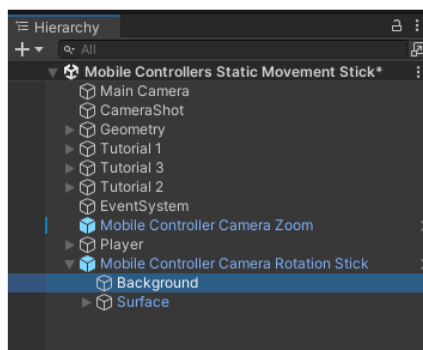 Hierarchy
All
Mobile Controllers Static Movement Stick*
Main Camera
CameraShot
Geometry
Tutorial 1
Tutorial 3
Tutorial 2
EventSystem
Mobile Controller Camera Zoom
Player
Mobile Controller Camera Rotation Stick
Background
Surface